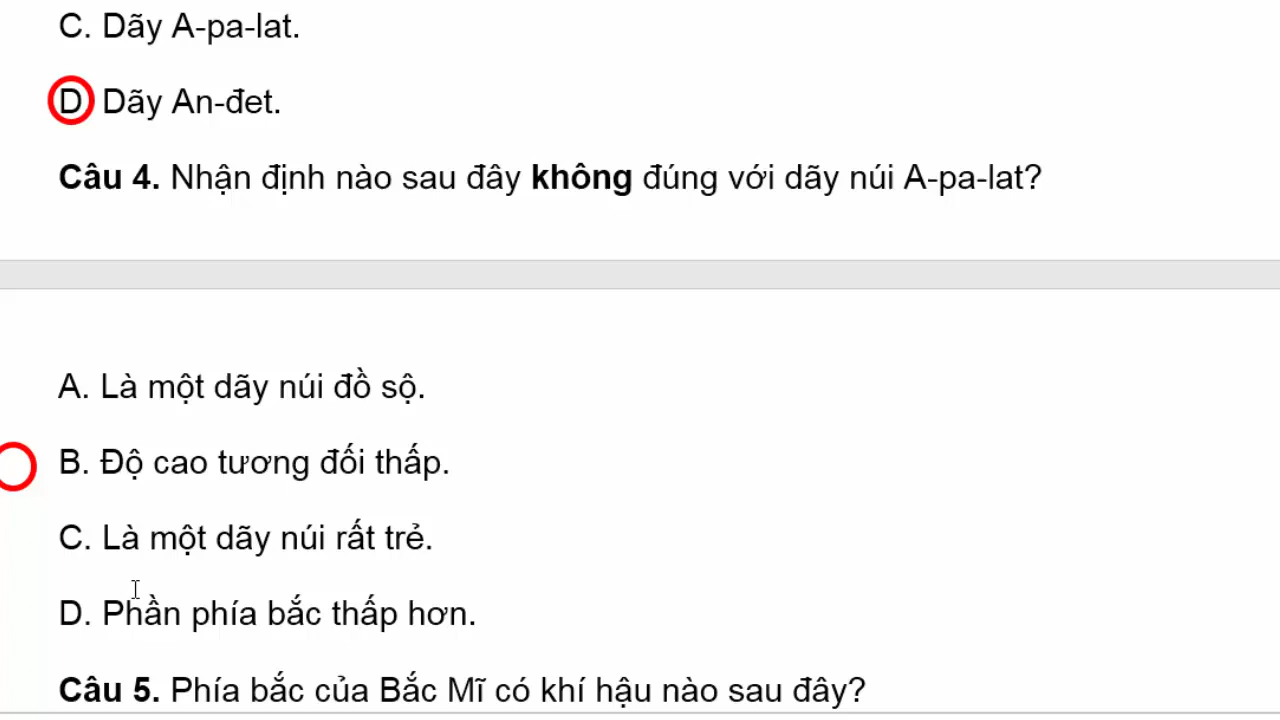 C. Dãy A-pa-lat.
D Dãy An-đet.
Câu 4. Nhận định nào sau đây không đúng với dãy núi A-pa-lat?
A. Là một dãy núi đồ sộ.
B. Độ cao tương đối thấp.
C. Là một dãy núi rất trẻ.
D. Phần phía bắc thấp hơn.
Câu 5. Phía bắc của Bắc Mĩ có khí hậu nào sau đây?